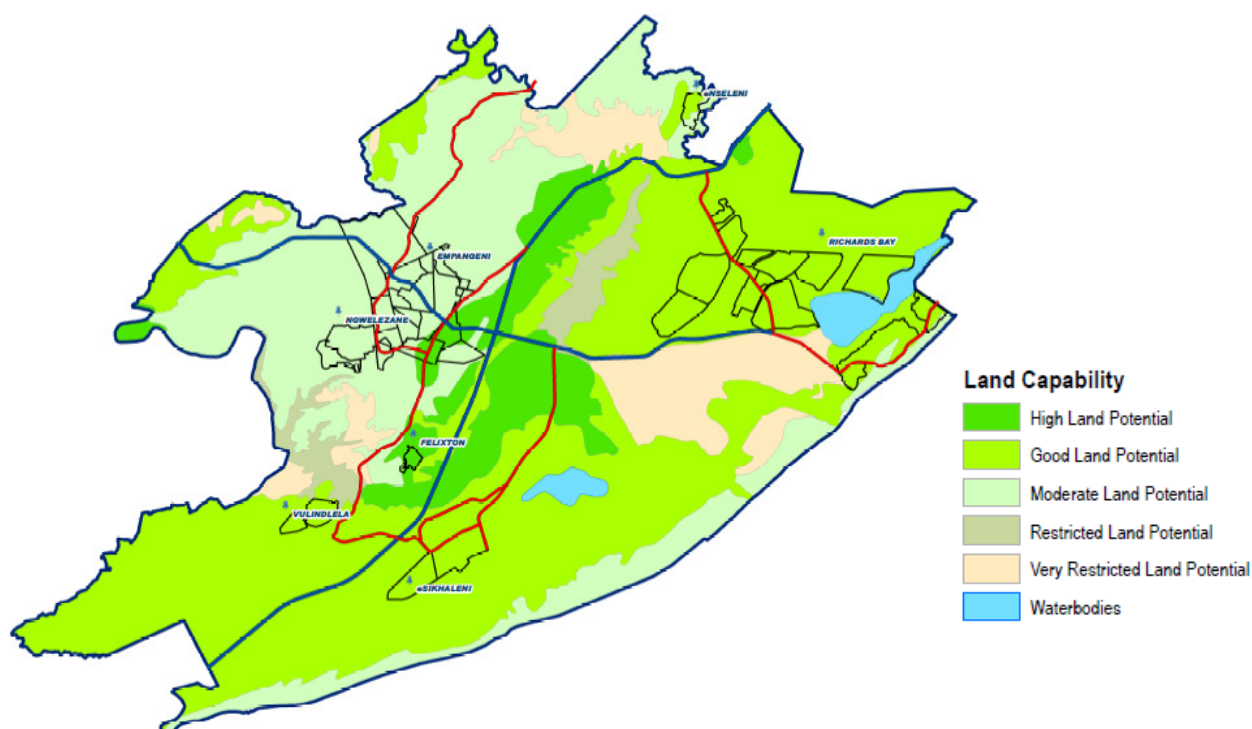 NSELENI
RICHARDS BAY
EMPANGENI
NGWELEZANE
FELIXTON
VULINDLELA
eSIKHALENI
Land Capability
High Land Potential
Good Land Potential
Moderate Land Potential
Restricted Land Potential
Very Restricted Land Potential
Waterbodies